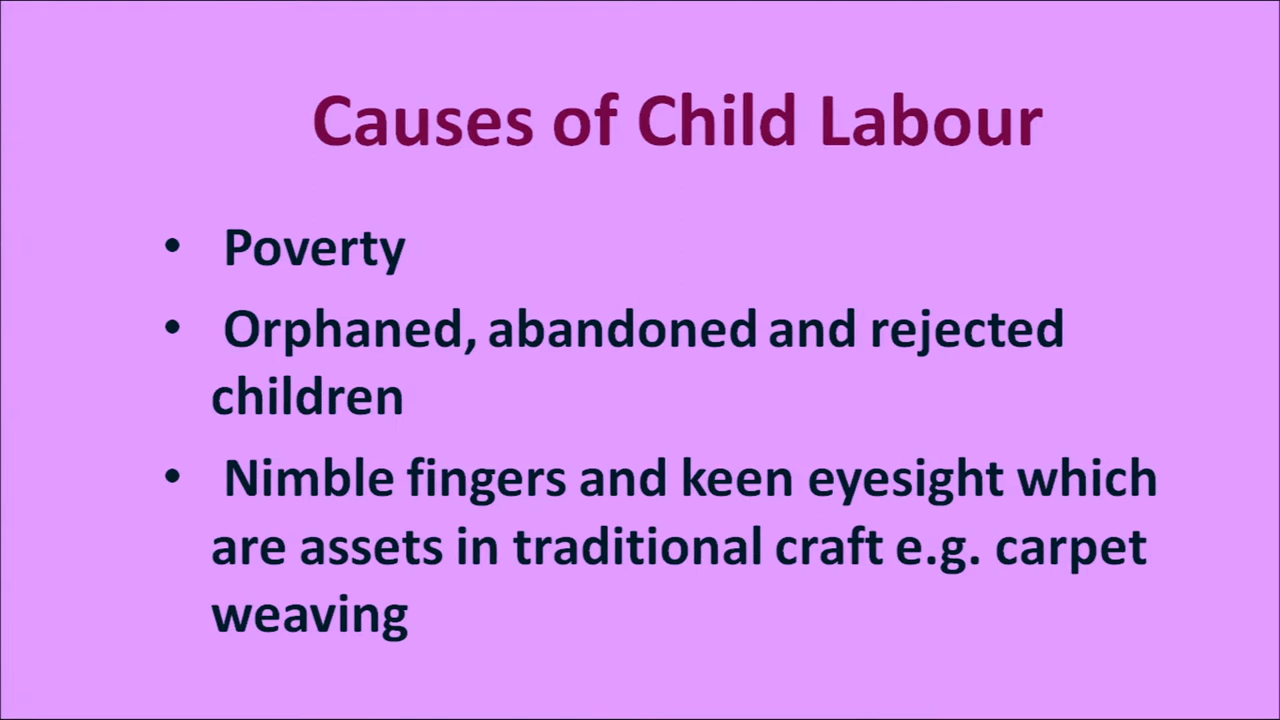 Causes of Child Labour
• Poverty
• Orphaned, abandoned and rejected
children
• Nimble fingers and keen eyesight which
are assets in traditional craft e.g. carpet
weaving